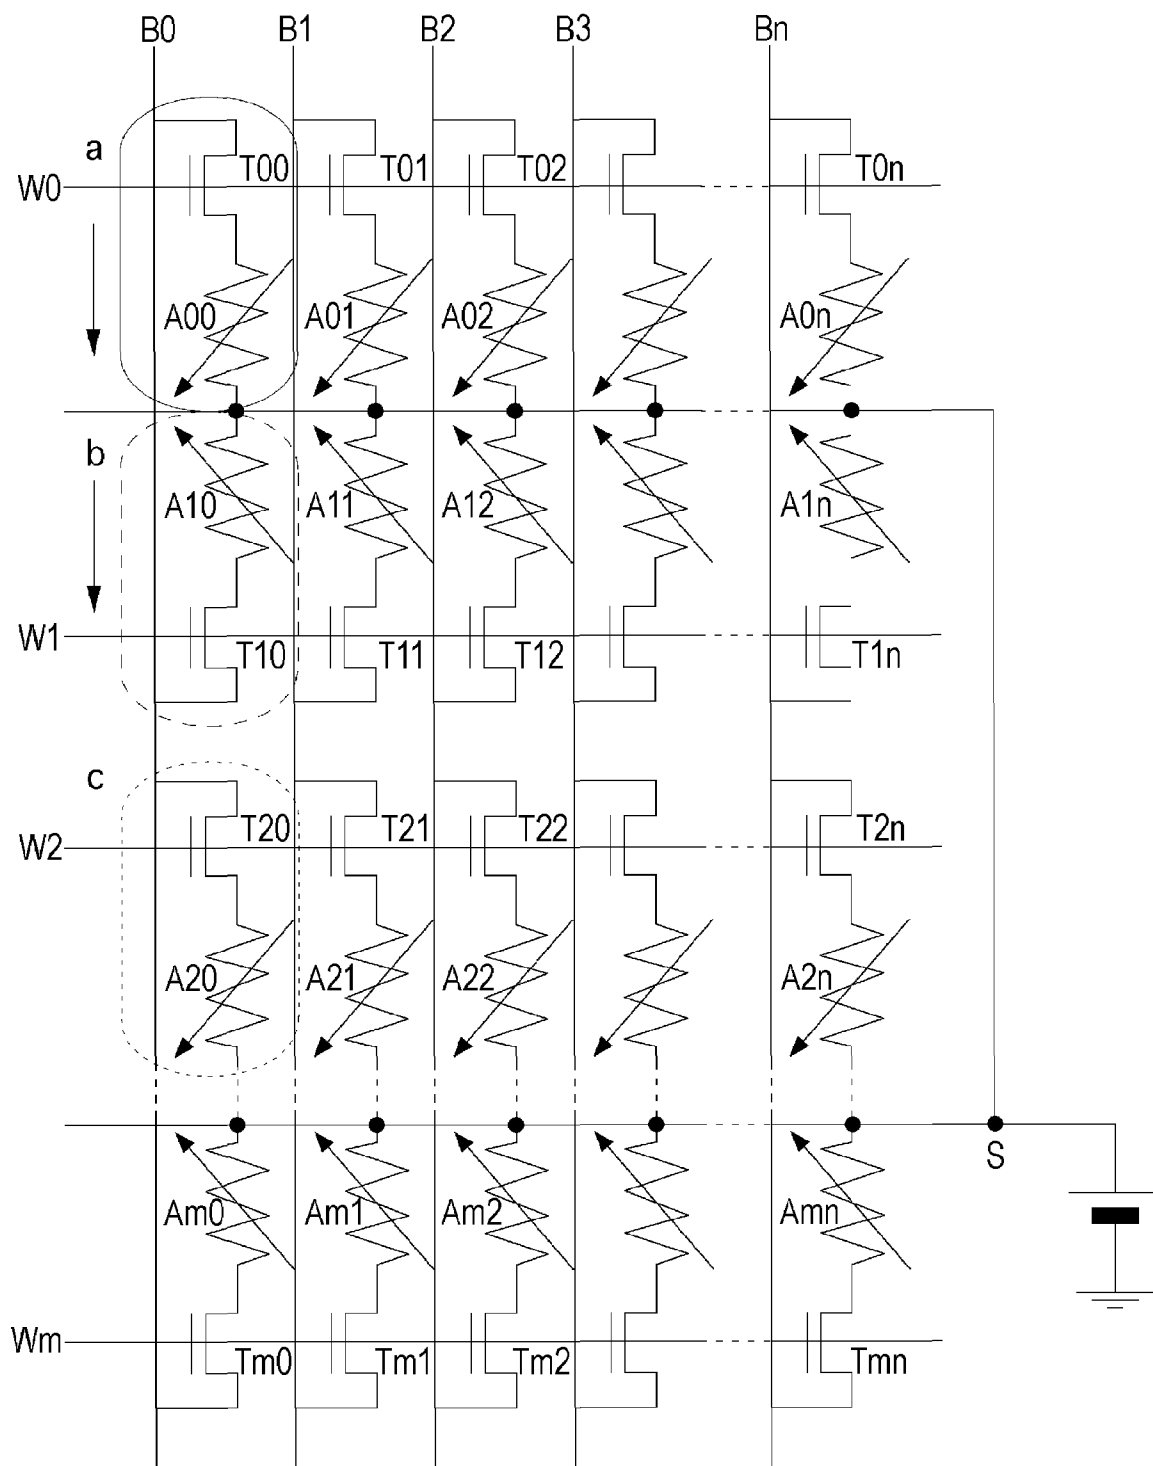 B0 B1 B2 B3 Bn
a
W0 T00 T01 T02 T0n
A00 A01 A02 A0n
b
A10 A11 A12 A1n
W1 T10 T11 T12 T1n
c
W2 T20 T21 T22 T2n
A20 A21 A22 A2n
S
Am0 Am1 Am2 Amn
Wm Tm0 Tm1 Tm2 Tmn